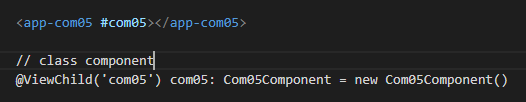 <app-com05 #com05></app-com05>
// class component
@ViewChild('com05') com05: Com05Component = new Com05Component()